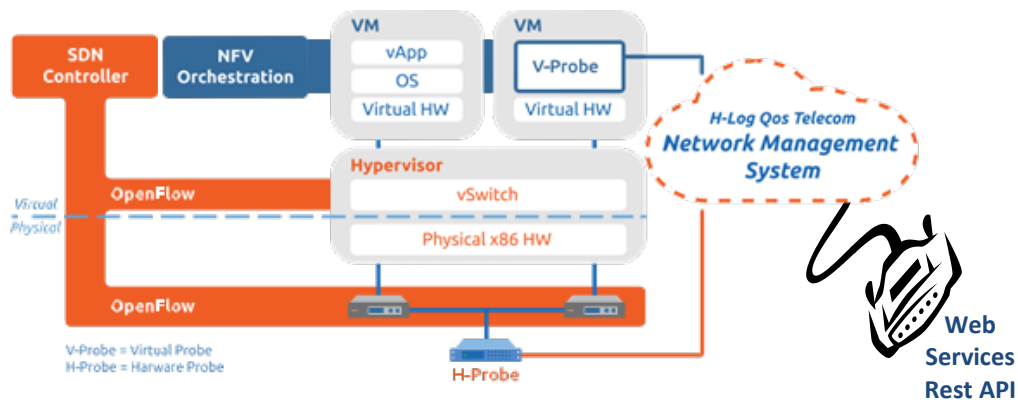 SDN
Controller
NFV
Orchestration
VM
vApp
OS
Virtual HW
VM
V-Probe
Virtual HW
H-Log Qos Telecom
Network Management
System
Hypervisor
vSwitch
Physical x86 HW
OpenFlow
Virtual
Physical
OpenFlow
V-Probe = Virtual Probe
H-Probe = Harware Probe
H-Probe
Web
Services
Rest API